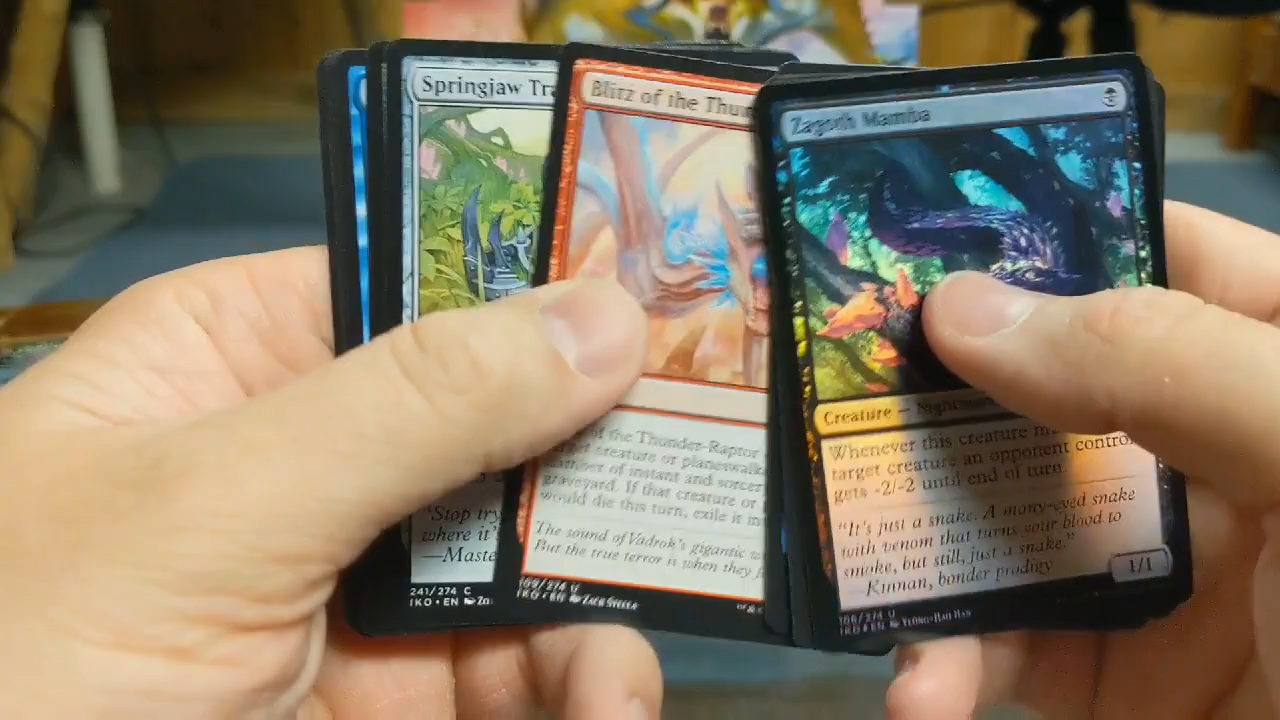 Springjaw Tra
"Stop try
where it's
—Maste
241/274 C
IKO • EN
Blitz of the Thun
of the Thunder-Raptor
creature or planeswalk
number of instant and sorcer
graveyard. If that creature or
would die this turn, exile it in
The sound of Vadrok's gigantic w
But the true terror is when they f
109/274 U
IKO • EN Zack Stella
Zagoth Mamba
Creature — Nightm
Whenever this creature m
target creature an opponent control
gets -2/-2 until end of turn.
"It's just a snake. A many-eyed snake
with venom that turns your blood to
smoke, but still, just a snake."
Kinnan, bonder prodigy
1/1
106/274 U
IKO EN Yeong-Hao Han